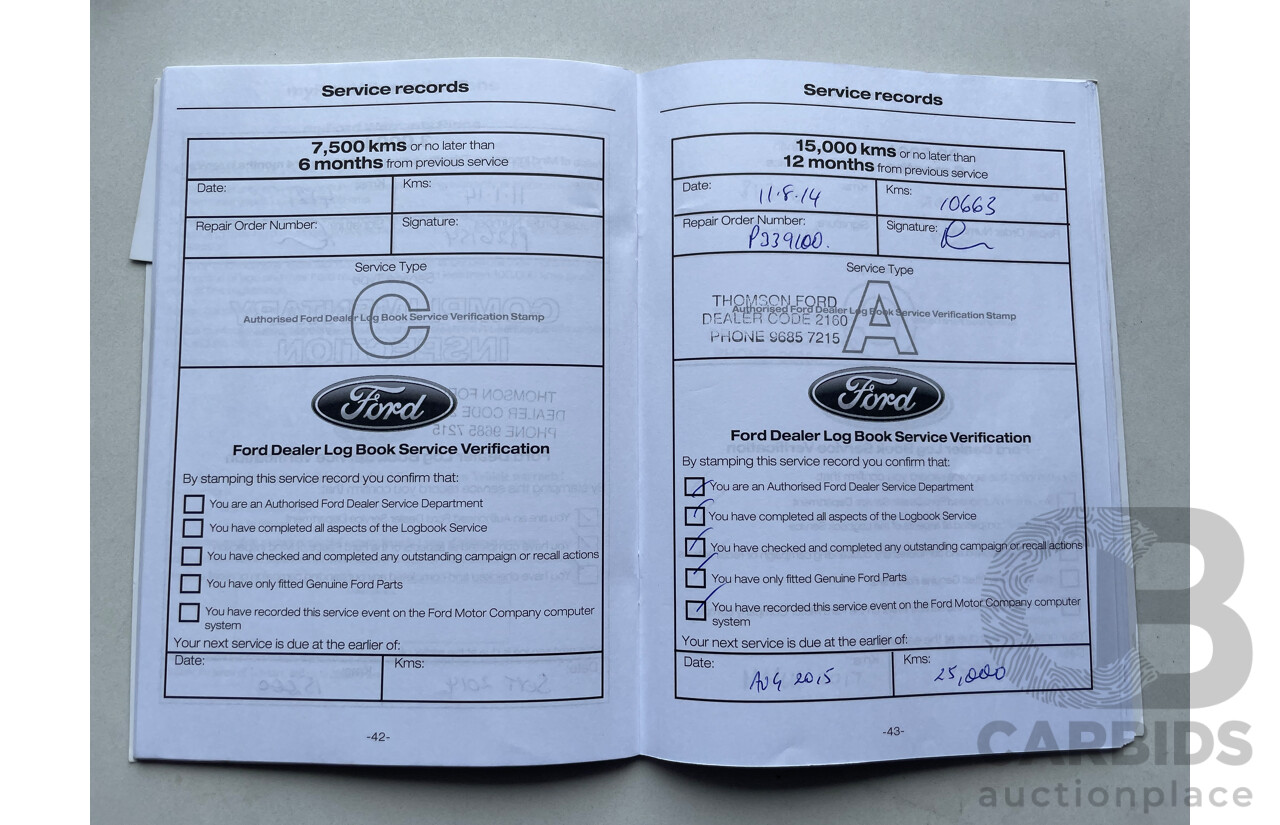 Service records
7,500 kms or no later than
6 months from previous service
Date:
Kms:
Repair Order Number:
Signature:
Service Type
C
Authorised Ford Dealer Log Book Service Verification Stamp
Ford
Ford Dealer Log Book Service Verification
By stamping this service record you confirm that:
You are an Authorised Ford Dealer Service Department
You have completed all aspects of the Logbook Service
You have checked and completed any outstanding campaign or recall actions
You have only fitted Genuine Ford Parts
You have recorded this service event on the Ford Motor Company computer
system
Your next service is due at the earlier of:
Date:
Kms:
-42-
Service records
15,000 kms or no later than
12 months from previous service
Date: 11.8.14
Kms: 10663
Repair Order Number: P339100.
Signature:
Service Type
A
THOMSON FORD
Authorised Ford Dealer Log Book Service Verification Stamp
DEALER CODE 2160
PHONE 9685 7215
Ford
Ford Dealer Log Book Service Verification
By stamping this service record you confirm that:
You are an Authorised Ford Dealer Service Department
You have completed all aspects of the Logbook Service
You have checked and completed any outstanding campaign or recall actions
You have only fitted Genuine Ford Parts
You have recorded this service event on the Ford Motor Company computer
system
Your next service is due at the earlier of:
Date: AUG 2015
Kms: 25,000
-43-
CARBIDS
auctionplace